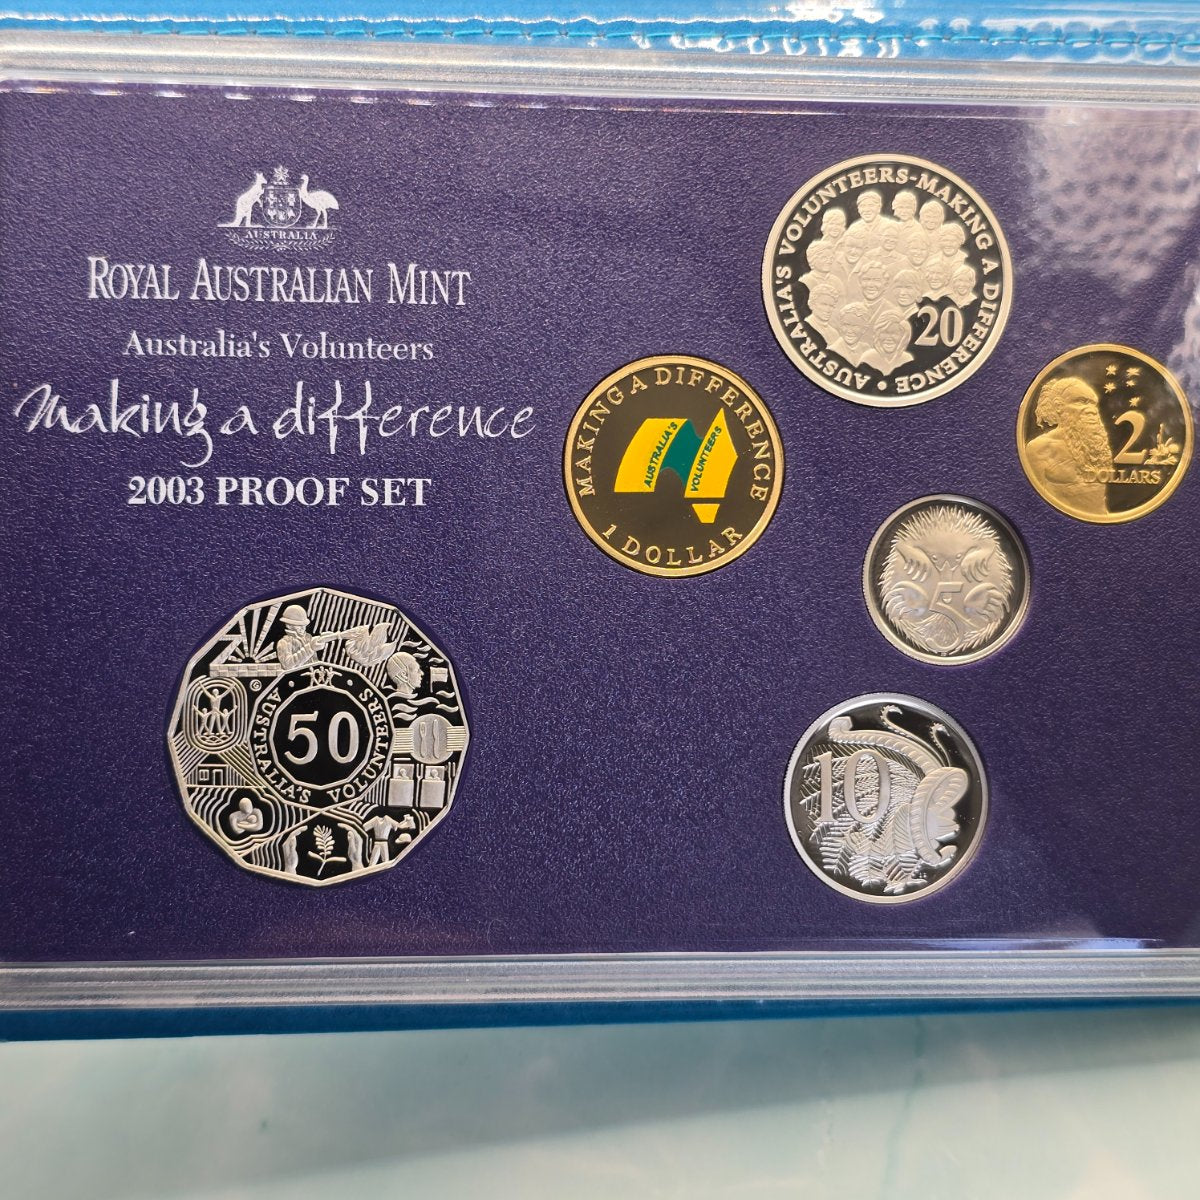 AUSTRALIA
ROYAL AUSTRALIAN MINT
Australia's Volunteers
making a difference
2003 PROOF SET
AUSTRALIA'S VOLUNTEERS-MAKING A DIFFERENCE
20
MAKING A DIFFERENCE
AUSTRALIA'S
VOLUNTEERS
1 DOLLAR
2
DOLLARS
5
50
AUSTRALIA'S VOLUNTEERS
10